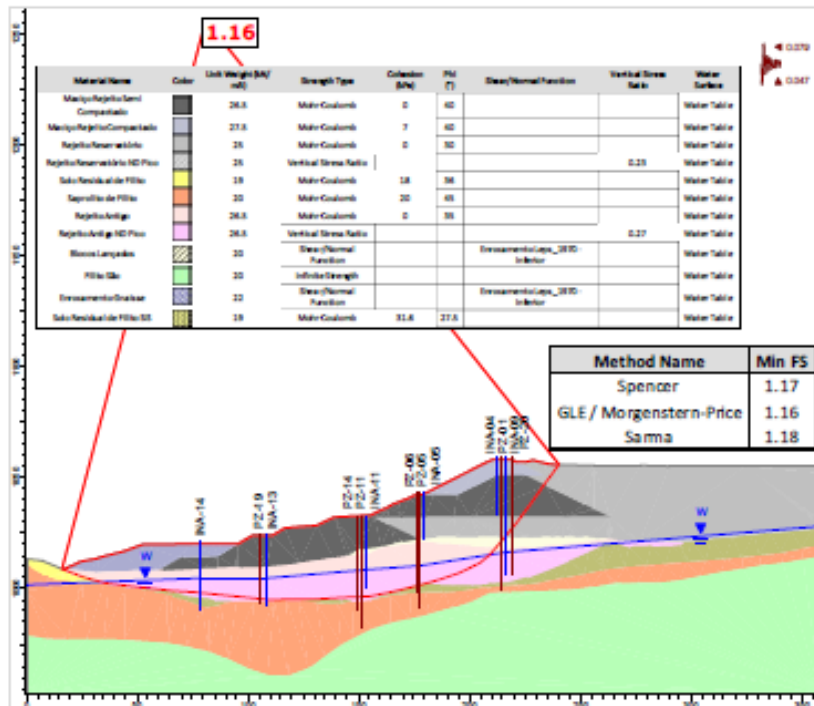 1.16
0.079
0.047
Material Name Color Unit Weight (kN/m3) Strength Type Cohesion (kPa) Phi (°) Shear/Normal Function Vertical Stress Ratio Water Surface
Maciço Rejeito Semi Compactado 26.5 Mohr-Coulomb 0 40 Water Table
Maciço Rejeito Compactado 27.5 Mohr-Coulomb 7 40 Water Table
Rejeito Reservatório 25 Mohr-Coulomb 0 30 Water Table
Rejeito Reservatório ND Pico 25 Vertical Stress Ratio Water Table
Solo Residual de Filito 19 Mohr-Coulomb 18 Water Table
Saprolito de Filito 20 Mohr-Coulomb 20 Water Table
Rejeito Antigo 26.5 Mohr-Coulomb 0 35 Water Table
Rejeito Antigo ND Pico 26.5 Vertical Stress Ratio 0.27 Water Table
Blocos Lançados 20 Shear/Normal Function Water Table
Filito São 20 Infinite Strength Water Table
22 Shear/Normal Function Water Table
Solo Residual de Filito 19 Mohr-Coulomb 27.5 Water Table
Method Name Min FS
Spencer 1.17
GLE / Morgenstern-Price 1.16
Sarma 1.18
INA-14
PZ-19
INA-13
PZ-14
PZ-11
INA-11
PZ-06
PZ-05
INA-05
INA-04
PZ-01
INA-09
W
W